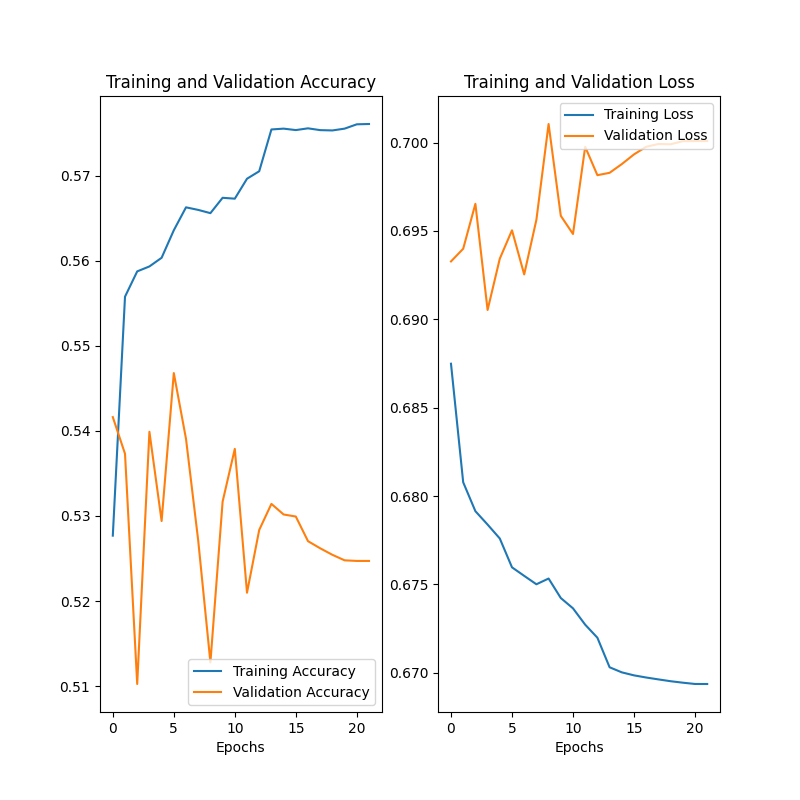 Training and Validation Accuracy
0.57
0.56
0.55
0.54
0.53
0.52
0.51
Training Accuracy
Validation Accuracy
0 5 10 15 20
Epochs
Training and Validation Loss
0.700
0.695
0.690
0.685
0.680
0.675
0.670
Training Loss
Validation Loss
0 5 10 15 20
Epochs